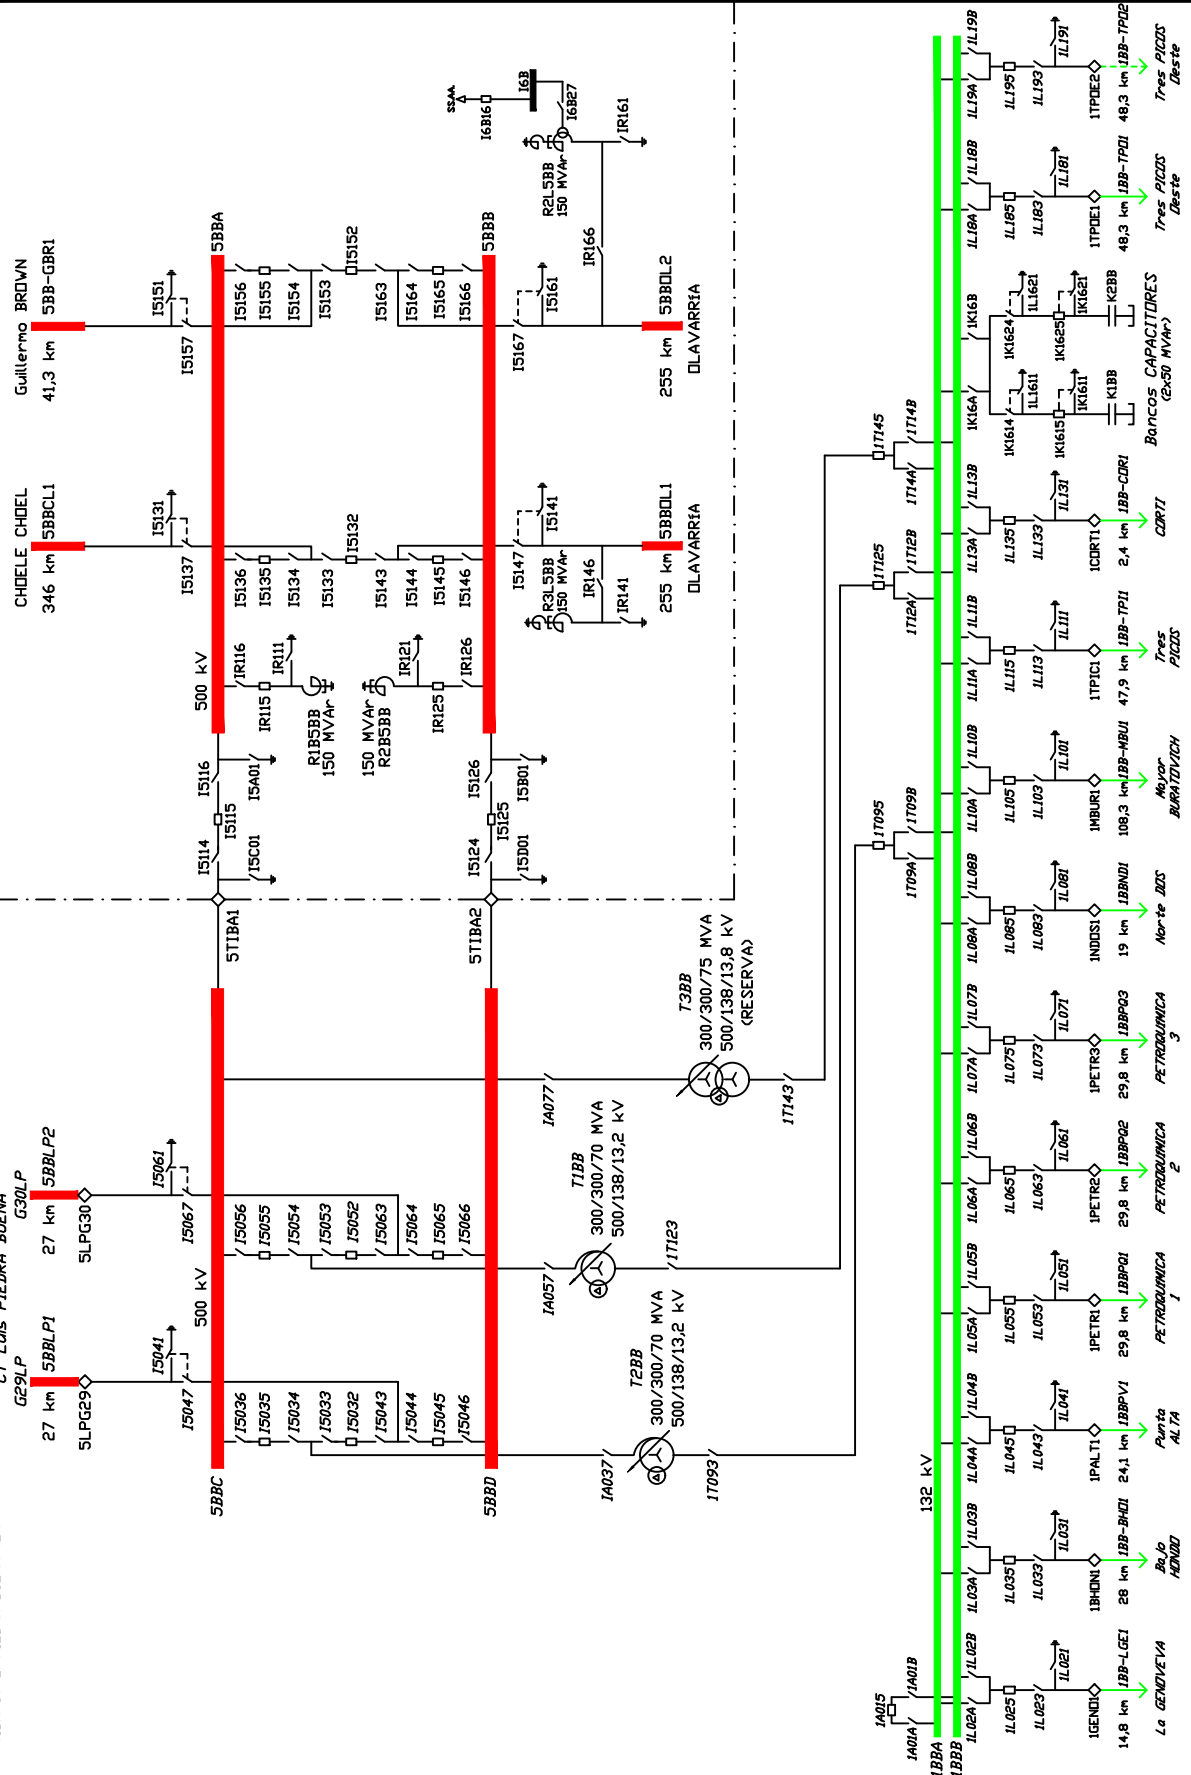 Guillermo BROWN
41,3 km 5BB-GBR1
CHOELE CHOEL
346 km 5BBCL1
G30LP
27 km 5BBLP2
5LPG30
G29LP
27 km 5BBLP1
5LPG29
I5151
I5157
I5131
I5137
I5061
I5067
I5041
I5047
5BBA
500 kV
5BBC
500 kV
I5156
I5155
I5154
I5153
I5152
I5163
I5164
I5165
I5166
5BBB
I5136
I5135
I5134
I5133
I5132
I5143
I5144
I5145
I5146
IR116
IR115
IR111
R1B5BB
150 MVAr
150 MVAr
R2B5BB
IR121
IR125
IR126
I5116
I5A01
I5115
I5114
I5C01
5TIBA1
I5126
I5B01
I5125
I5124
I5D01
5TIBA2
I5056
I5055
I5054
I5053
I5052
I5063
I5064
I5065
I5066
I5036
I5035
I5034
I5033
I5032
I5043
I5044
I5045
I5046
5BBD
SS.AA.
I6B16
I6B
I6B27
R2L5BB
150 MVAr
IR161
IR166
I5161
I5167
255 km 5BBOL2
OLAVARRIA
I5141
I5147
R3L5BB
150 MVAr
IR146
IR141
255 km 5BBOL1
OLAVARRIA
T3BB
300/300/75 MVA
500/138/13,8 kV
(RESERVA)
IA077
1T143
T1BB
300/300/70 MVA
500/138/13,2 kV
IA057
1T123
T2BB
300/300/70 MVA
500/138/13,2 kV
IA037
1T093
1T145
1T14A
1T14B
1T125
1T12A
1T12B
1T095
1T09A
1T09B
1A015
1A01A
1A01B
132 kV
1BBA
1BBB
1L19A
1L19B
1L195
1L193
1L191
1TPOE2
48,3 km 1BB-TPO2
Tres PICOS
Oeste
1L18A
1L18B
1L185
1L183
1L181
1TPOE1
48,3 km 1BB-TPO1
Tres PICOS
Oeste
1K16A
1K16B
1K1624
1L1621
1K1625
1K1621
K2BB
1K1614
1L1611
1K1615
1K1611
K1BB
Bancos CAPACITORES
(2x50 MVAr)
1L13A
1L13B
1L135
1L133
1L131
1CORT1
2,4 km 1BB-COR1
CORTI
1L11A
1L11B
1L115
1L113
1L111
1TPIC1
47,9 km 1BB-TPI1
Tres
PICOS
1L10A
1L10B
1L105
1L103
1L101
1MBUR1
108,3 km 1BB-MBU1
Mayor
BURATOVICH
1L08A
1L08B
1L085
1L083
1L081
1NDOS1
19 km 1BBND1
Norte DOS
1L07A
1L07B
1L075
1L073
1L071
1PETR3
29,8 km 1BBPQ3
PETROQUIMICA
3
1L06A
1L06B
1L065
1L063
1L061
1PETR2
29,8 km 1BBPQ2
PETROQUIMICA
2
1L05A
1L05B
1L055
1L053
1L051
1PETR1
29,8 km 1BBPQ1
PETROQUIMICA
1
1L04A
1L04B
1L045
1L043
1L041
1PALT1
24,1 km 1BBPV1
Punta
ALTA
1L03A
1L03B
1L035
1L033
1L031
1BHON1
28 km 1BB-BHO1
Bajo
HONDO
1L02A
1L02B
1L025
1L023
1L021
1GENO1
14,8 km 1BB-LGE1
La GENOVEVA